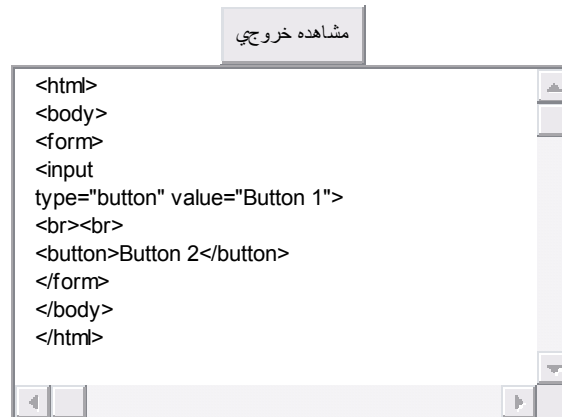 مشاهده خروجي
<html>
<body>
<form>
<input
type="button" value="Button 1">
<br><br>
<button>Button 2</button>
</form>
</body>
</html>